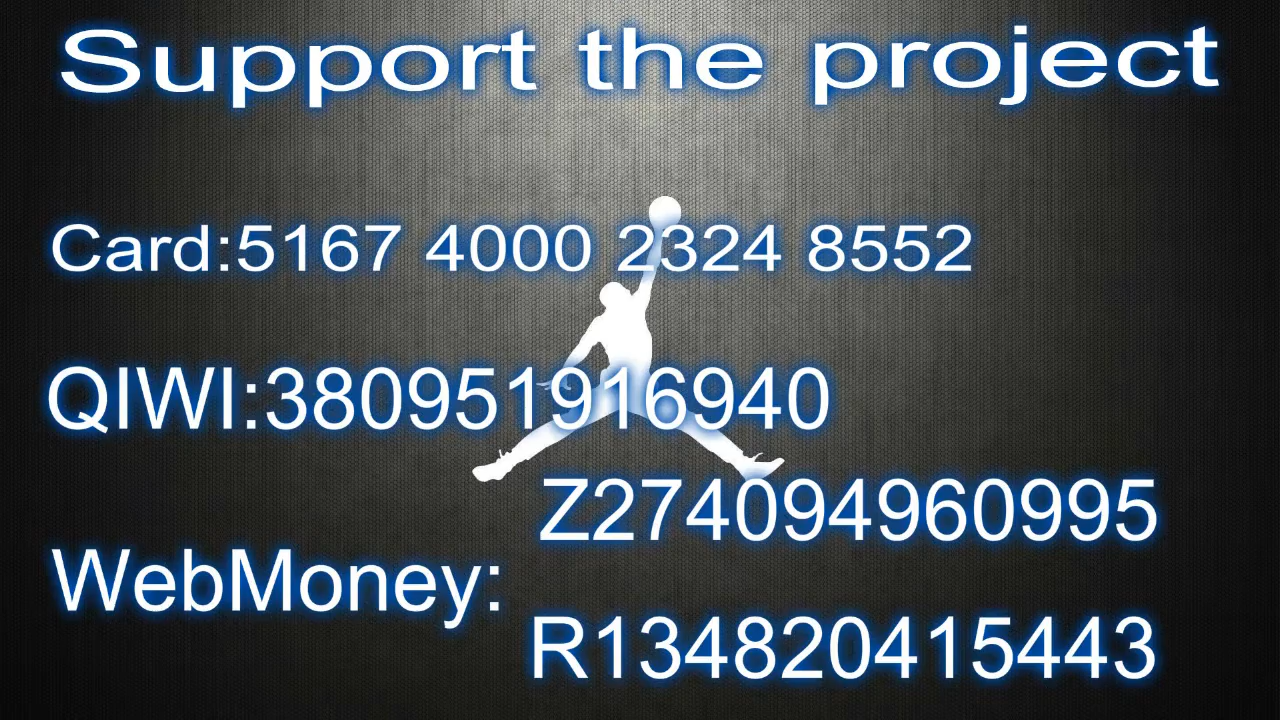 Support the project
Card:5167 4000 2324 8552
QIWI:380951916940
Z274094960995
WebMoney:
R134820415443